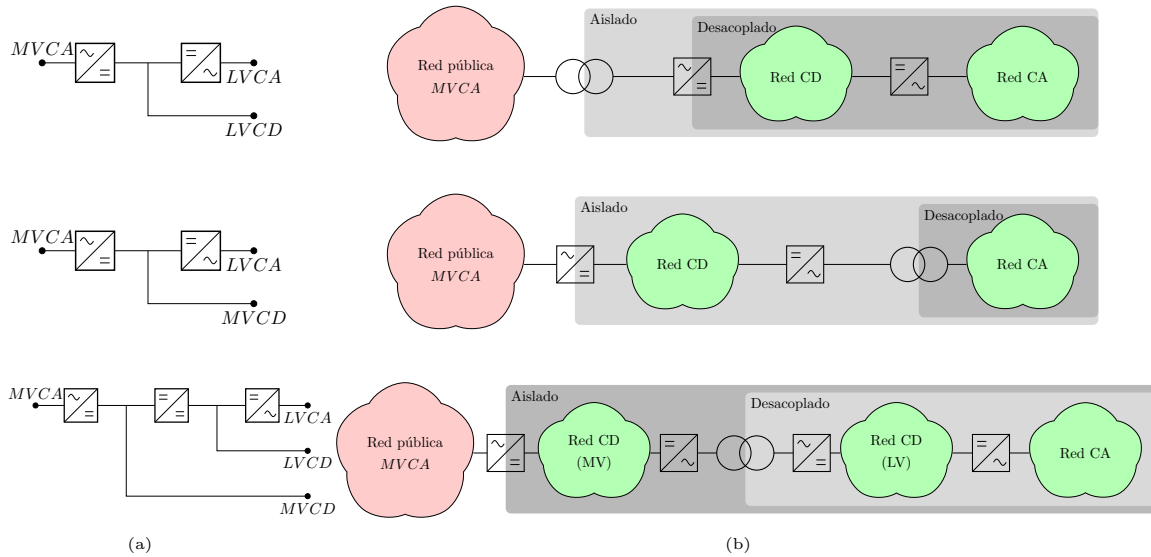 MVCA
LVCA
LVCD
Aislado
Desacoplado
Red pública
MVCA
Red CD
Red CA
MVCA
LVCA
MVCD
Aislado
Desacoplado
Red pública
MVCA
Red CD
Red CA
MVCA
LVCA
LVCD
MVCD
Aislado
Desacoplado
Red pública
MVCA
Red CD
(MV)
Red CD
(LV)
Red CA
(a)
(b)